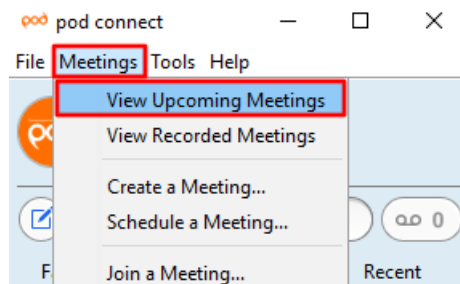 pod pod connect
File Meetings Tools Help
View Upcoming Meetings
View Recorded Meetings
Create a Meeting...
Schedule a Meeting...
0
Join a Meeting...
Recent